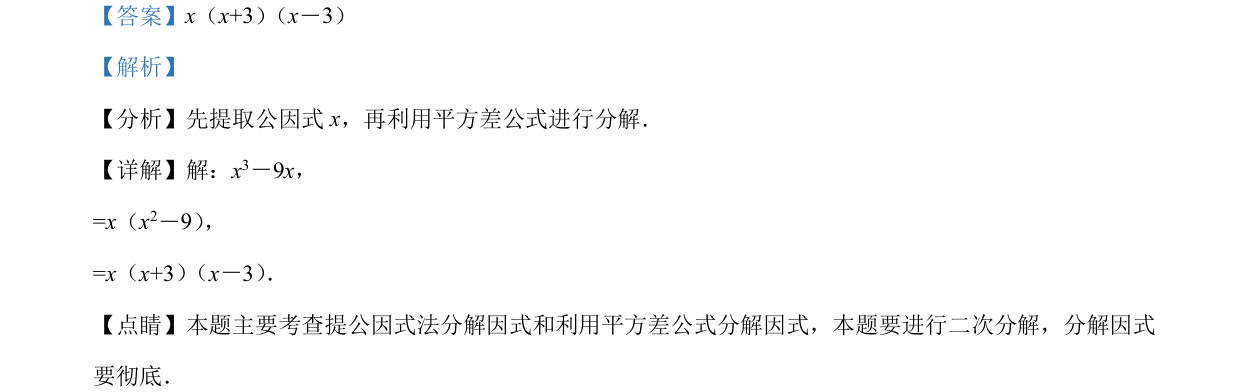 【答案】x（x+3）（x－3）
【解析】
【分析】先提取公因式 x，再利用平方差公式进行分解．
【详解】解：x³－9x，
=x（x²－9），
=x（x+3）（x－3）．
【点睛】本题主要考查提公因式法分解因式和利用平方差公式分解因式，本题要进行二次分解，分解因式
要彻底．